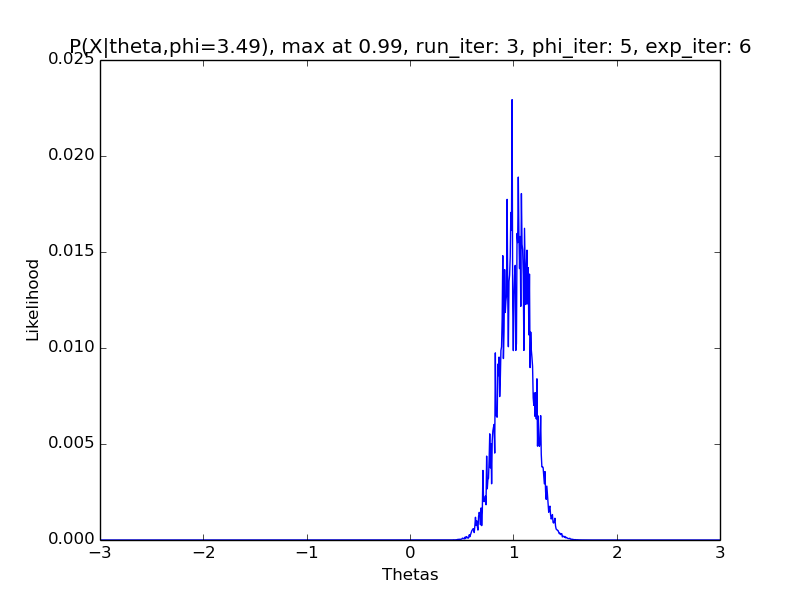 P(X|theta,phi=3.49), max at 0.99, run_iter: 3, phi_iter: 5, exp_iter: 6
0.025
0.020
0.015
0.010
0.005
0.000
Likelihood
−3 −2 −1 0 1 2 3
Thetas